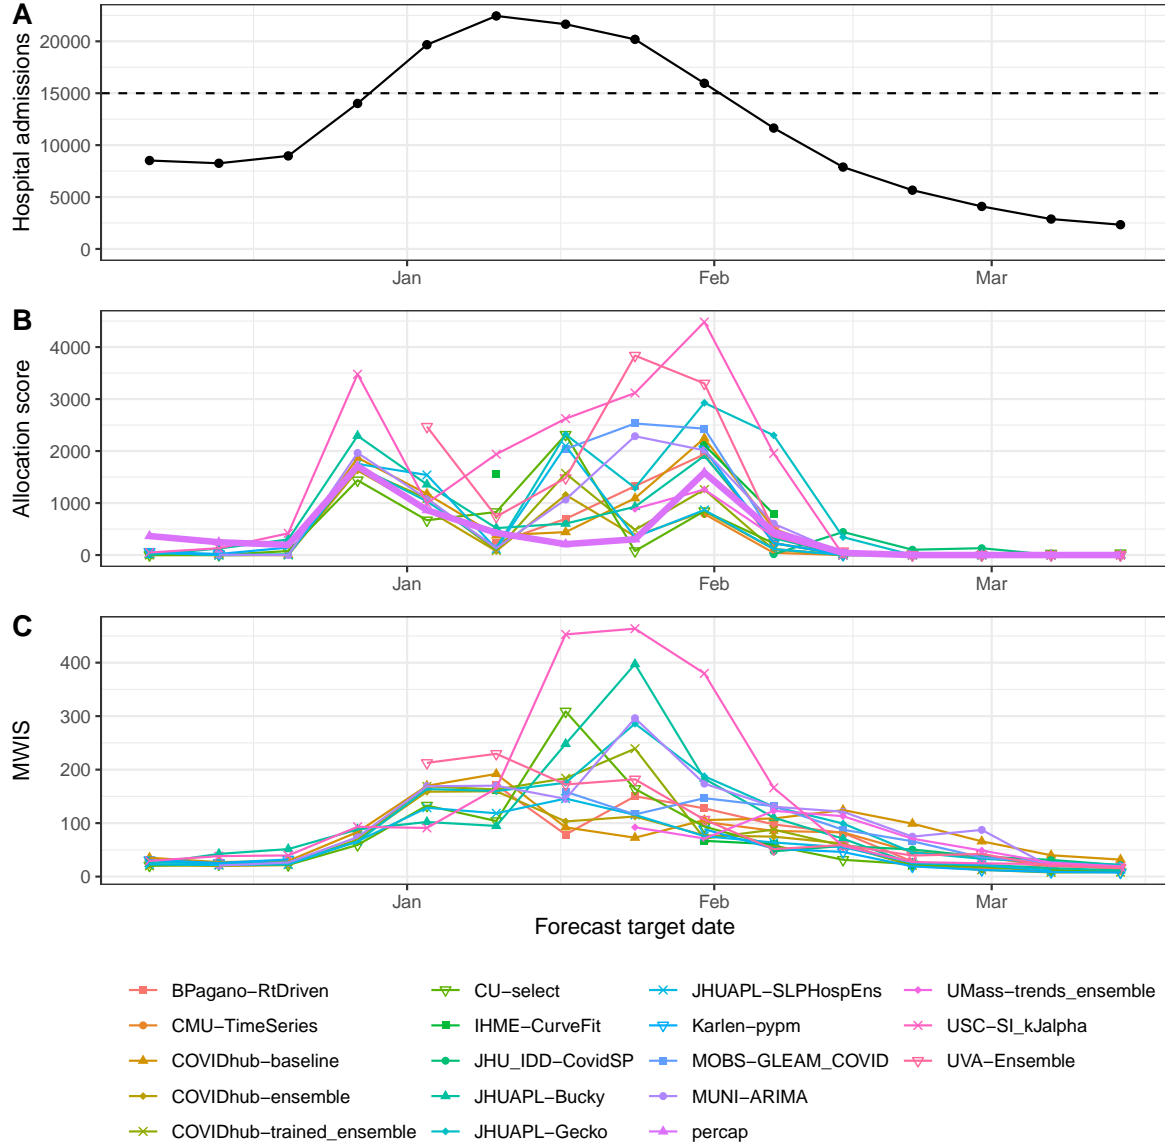 A
Hospital admissions
20000
15000
10000
5000
0
Jan
Feb
Mar
B
Allocation score
4000
3000
2000
1000
0
Jan
Feb
Mar
C
MWIS
400
300
200
100
0
Jan
Feb
Mar
Forecast target date
BPagano−RtDriven
CMU−TimeSeries
COVIDhub−baseline
COVIDhub−ensemble
COVIDhub−trained_ensemble
CU−select
IHME−CurveFit
JHU_IDD−CovidSP
JHUAPL−Bucky
JHUAPL−Gecko
JHUAPL−SLPHospEns
Karlen−pypm
MOBS−GLEAM_COVID
MUNI−ARIMA
percap
UMass−trends_ensemble
USC−SI_kJalpha
UVA−Ensemble